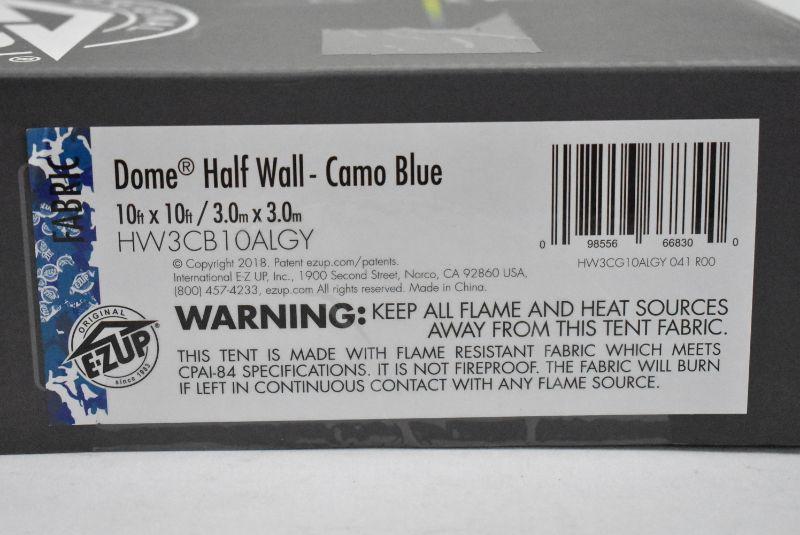 FABRIC
Dome® Half Wall - Camo Blue
10ft x 10ft / 3.0m x 3.0m
HW3CB10ALGY
© Copyright 2018. Patent ezup.com/patents.
International E-Z UP, Inc., 1900 Second Street, Norco, CA 92860 USA,
(800) 457-4233, ezup.com All rights reserved. Made in China.
0 98556 66830 0
HW3CG10ALGY 041 R00
WARNING: KEEP ALL FLAME AND HEAT SOURCES
AWAY FROM THIS TENT FABRIC.
THIS TENT IS MADE WITH FLAME RESISTANT FABRIC WHICH MEETS
CPAI-84 SPECIFICATIONS. IT IS NOT FIREPROOF. THE FABRIC WILL BURN
IF LEFT IN CONTINUOUS CONTACT WITH ANY FLAME SOURCE.
ORIGINAL
E-Z UP®
since 1983